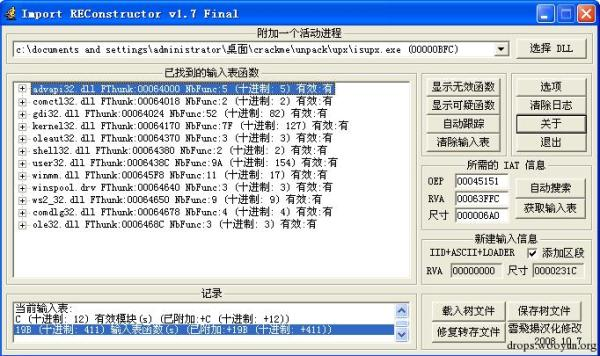 Import REConstructor v1.7 Final
附加一个活动进程
c:\documents and settings\administrator\桌面\crackme\unpack\upx\isupx.exe (00000BFC)
选择 DLL
已找到的输入表函数
advapi32.dll FThunk:00064000 NbFunc:5 (十进制: 5) 有效:有
comctl32.dll FThunk:00064018 NbFunc:2 (十进制: 2) 有效:有
gdi32.dll FThunk:00064024 NbFunc:52 (十进制: 82) 有效:有
kernel32.dll FThunk:00064170 NbFunc:7F (十进制: 127) 有效:有
oleaut32.dll FThunk:00064370 NbFunc:3 (十进制: 3) 有效:有
shell32.dll FThunk:00064380 NbFunc:2 (十进制: 2) 有效:有
user32.dll FThunk:0006438C NbFunc:9A (十进制: 154) 有效:有
winmm.dll FThunk:000645F8 NbFunc:11 (十进制: 17) 有效:有
winspool.drv FThunk:00064640 NbFunc:3 (十进制: 3) 有效:有
ws2_32.dll FThunk:00064650 NbFunc:9 (十进制: 9) 有效:有
comdlg32.dll FThunk:00064678 NbFunc:4 (十进制: 4) 有效:有
ole32.dll FThunk:0006468C NbFunc:3 (十进制: 3) 有效:有
显示无效函数
显示可疑函数
自动跟踪
清除输入表
选项
清除日志
关于
退出
所需的 IAT 信息
OEP 00045151
RVA 00063FFC
尺寸 000006A0
自动搜索
获取输入表
新建输入信息
IID+ASCII+LOADER 添加区段
RVA 00000000 尺寸 0000231C
记录
当前输入表:
C (十进制: 12) 有效模块(s) (已附加:+C (十进制: +12))
19B (十进制: 411) 输入表函数(s) (已附加:+19B (十进制: +411))
载入树文件
保存树文件
修复转存文件
雲飛揚汉化修改
2008.10.7
drops.wooyun.org